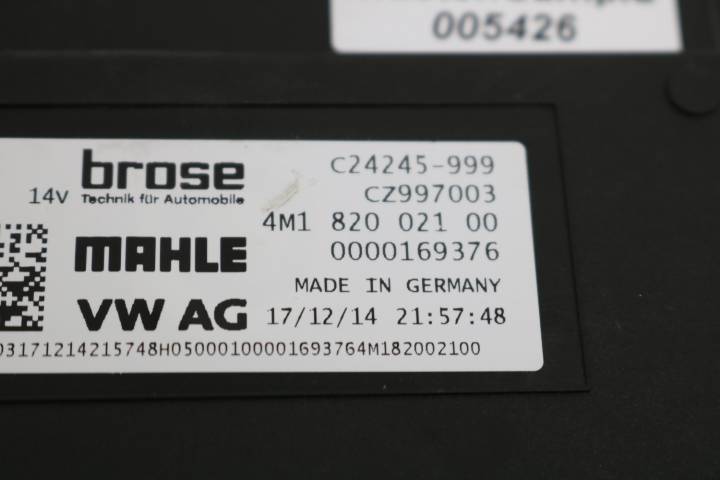 005426
brose C24245-999
14V Technik für Automobile CZ997003
4M1 820 021 00
MAHLE 0000169376
MADE IN GERMANY
VW AG 17/12/14 21:57:48
03171214215748H05000100001693764M182002100